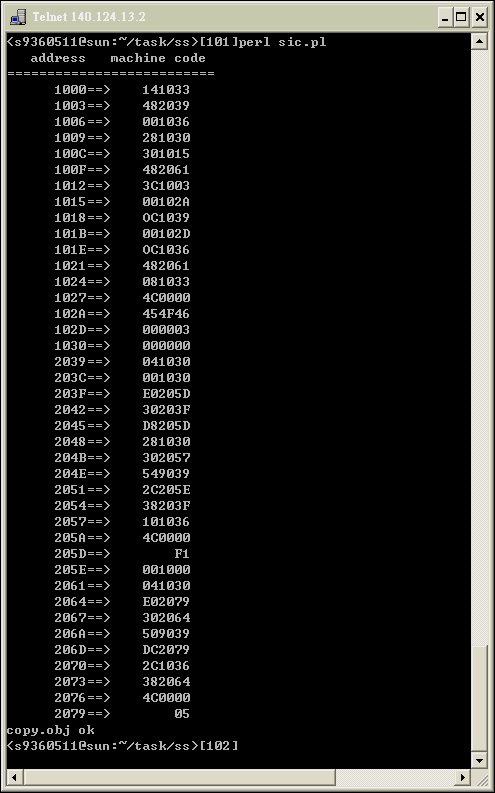 Telnet 140.124.13.2
<s9360511@sun:~/task/ss>[101]perl sic.pl
address machine code
==========================
1000==> 141033
1003==> 482039
1006==> 001036
1009==> 281030
100C==> 301015
100F==> 482061
1012==> 3C1003
1015==> 00102A
1018==> OC1039
101B==> 00102D
101E==> OC1036
1021==> 482061
1024==> 081033
1027==> 4C0000
102A==> 454F46
102D==> 000003
1030==> 000000
2039==> 041030
203C==> 001030
203F==> E0205D
2042==> 30203F
2045==> D8205D
2048==> 281030
204B==> 302057
204E==> 549039
2051==> 2C205E
2054==> 38203F
2057==> 101036
205A==> 4C0000
205D==> F1
205E==> 001000
2061==> 041030
2064==> E02079
2067==> 302064
206A==> 509039
206D==> DC2079
2070==> 2C1036
2073==> 382064
2076==> 4C0000
2079==> 05
copy.obj ok
<s9360511@sun:~/task/ss>[102]